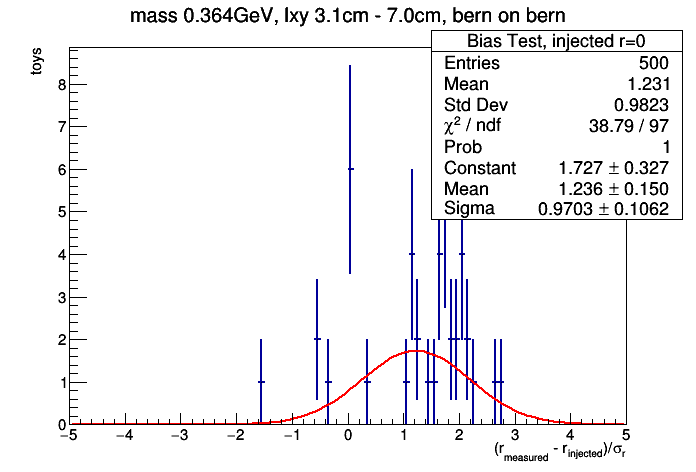 mass 0.364GeV, lxy 3.1cm - 7.0cm, bern on bern
Bias Test, injected r=0
Entries 500
Mean 1.231
Std Dev 0.9823
χ² / ndf 38.79 / 97
Prob 1
Constant 1.727 ± 0.327
Mean 1.236 ± 0.150
Sigma 0.9703 ± 0.1062
toys
8
7
6
5
4
3
2
1
0
−5 −4 −3 −2 −1 0 1 2 3 4 5
(r_measured - r_injected)/σ_r